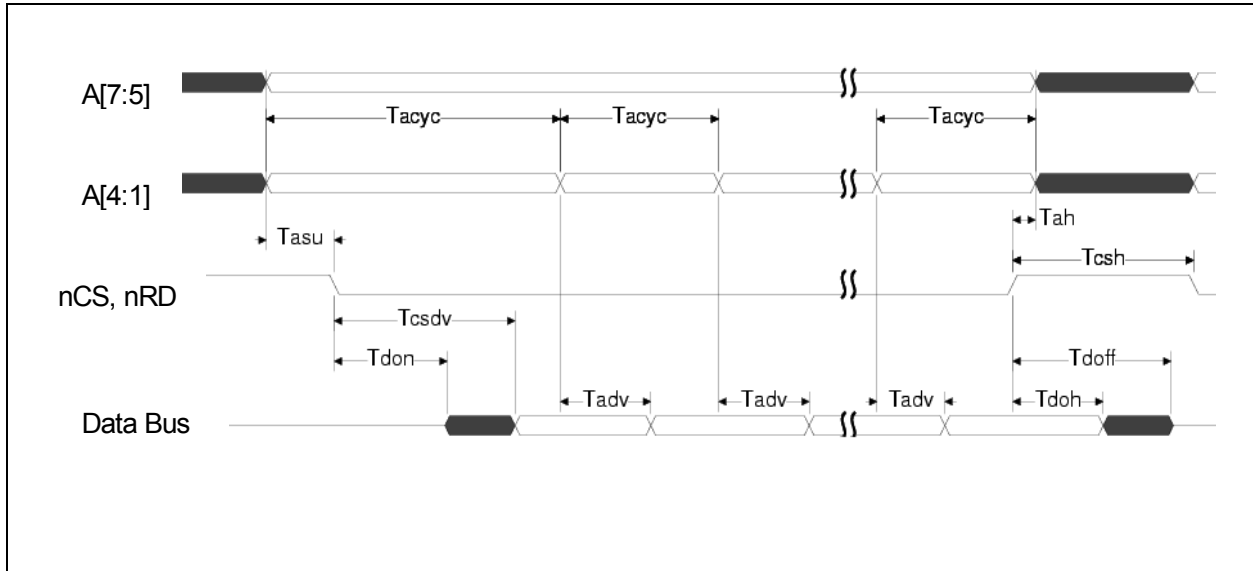 A[7:5]
Tacyc Tacyc Tacyc
A[4:1]
Tah
Tasu
Tcsh
nCS, nRD
Tcsdv
Tdon Tdoff
Tadv Tadv Tadv Tdoh
Data Bus